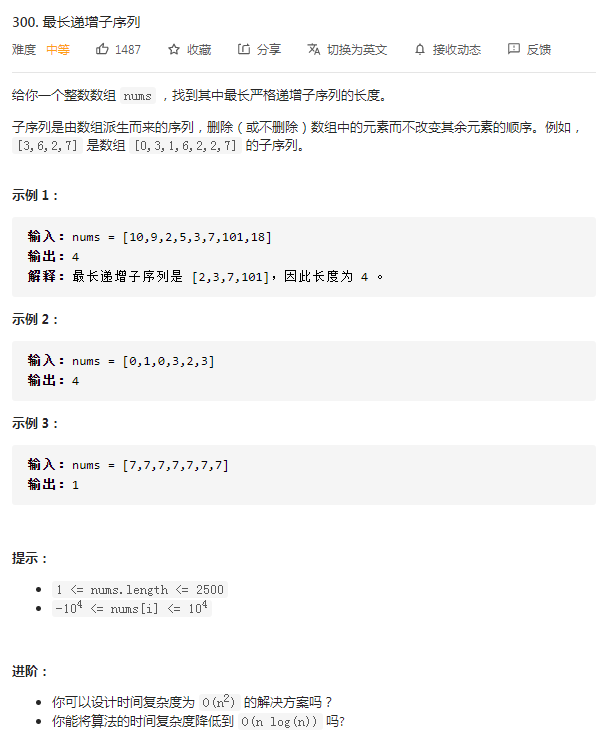 300. 最长递增子序列
难度 中等 1487 收藏 分享 切换为英文 接收动态 反馈
给你一个整数数组 nums ，找到其中最长严格递增子序列的长度。
子序列是由数组派生而来的序列，删除（或不删除）数组中的元素而不改变其余元素的顺序。例如，
[3,6,2,7] 是数组 [0,3,1,6,2,2,7] 的子序列。
示例 1：
输入：nums = [10,9,2,5,3,7,101,18]
输出：4
解释：最长递增子序列是 [2,3,7,101]，因此长度为 4 。
示例 2：
输入：nums = [0,1,0,3,2,3]
输出：4
示例 3：
输入：nums = [7,7,7,7,7,7,7]
输出：1
提示：
1 <= nums.length <= 2500
-10⁴ <= nums[i] <= 10⁴
进阶：
你可以设计时间复杂度为 O(n²) 的解决方案吗？
你能将算法的时间复杂度降低到 O(n log(n)) 吗?